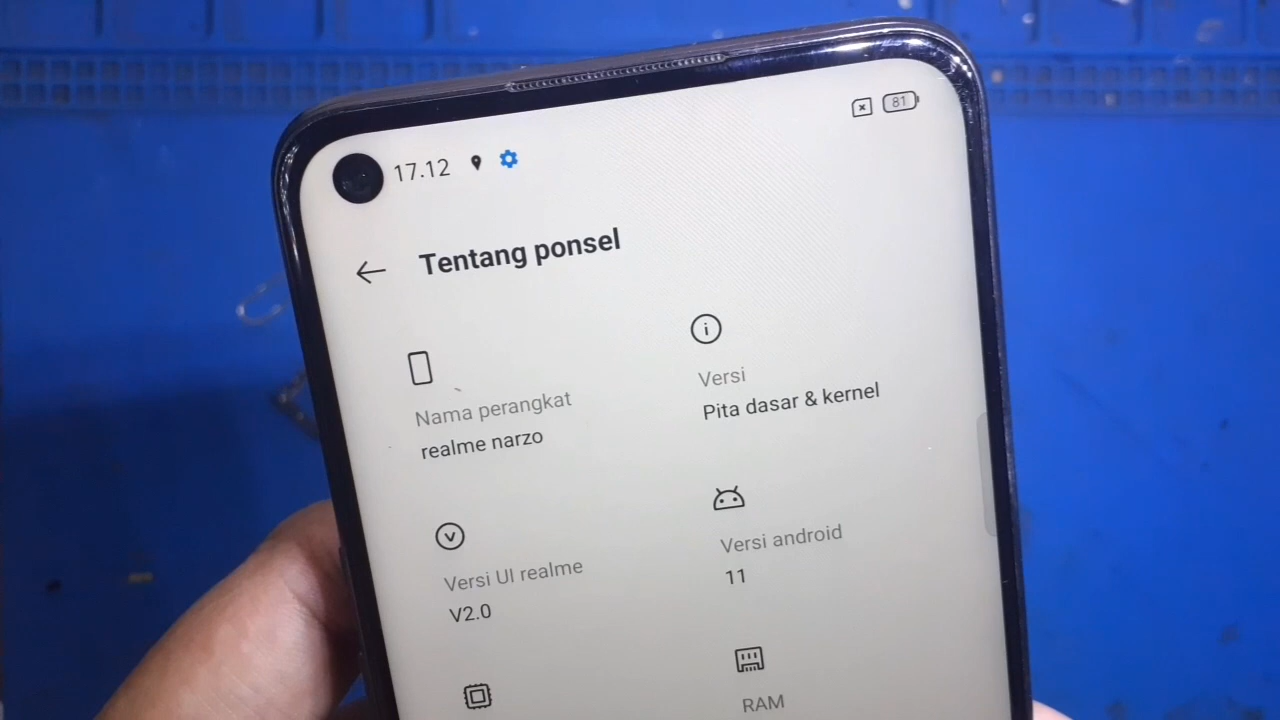 17.12
81
Tentang ponsel
Nama perangkat
realme narzo
Versi
Pita dasar & kernel
Versi UI realme
V2.0
Versi android
11
RAM